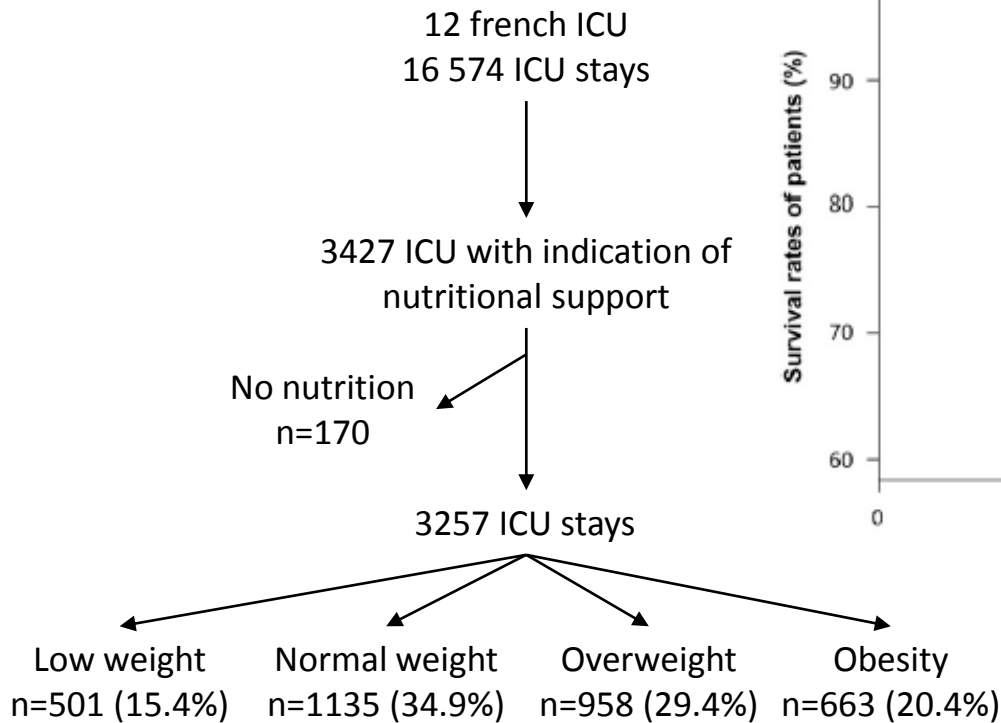 12 french ICU
16 574 ICU stays
3427 ICU with indication of
nutritional support
No nutrition
n=170
3257 ICU stays
Low weight
n=501 (15.4%)
Normal weight
n=1135 (34.9%)
Overweight
n=958 (29.4%)
Obesity
n=663 (20.4%)
Survival rates of patients (%)
90
80
70
60
0